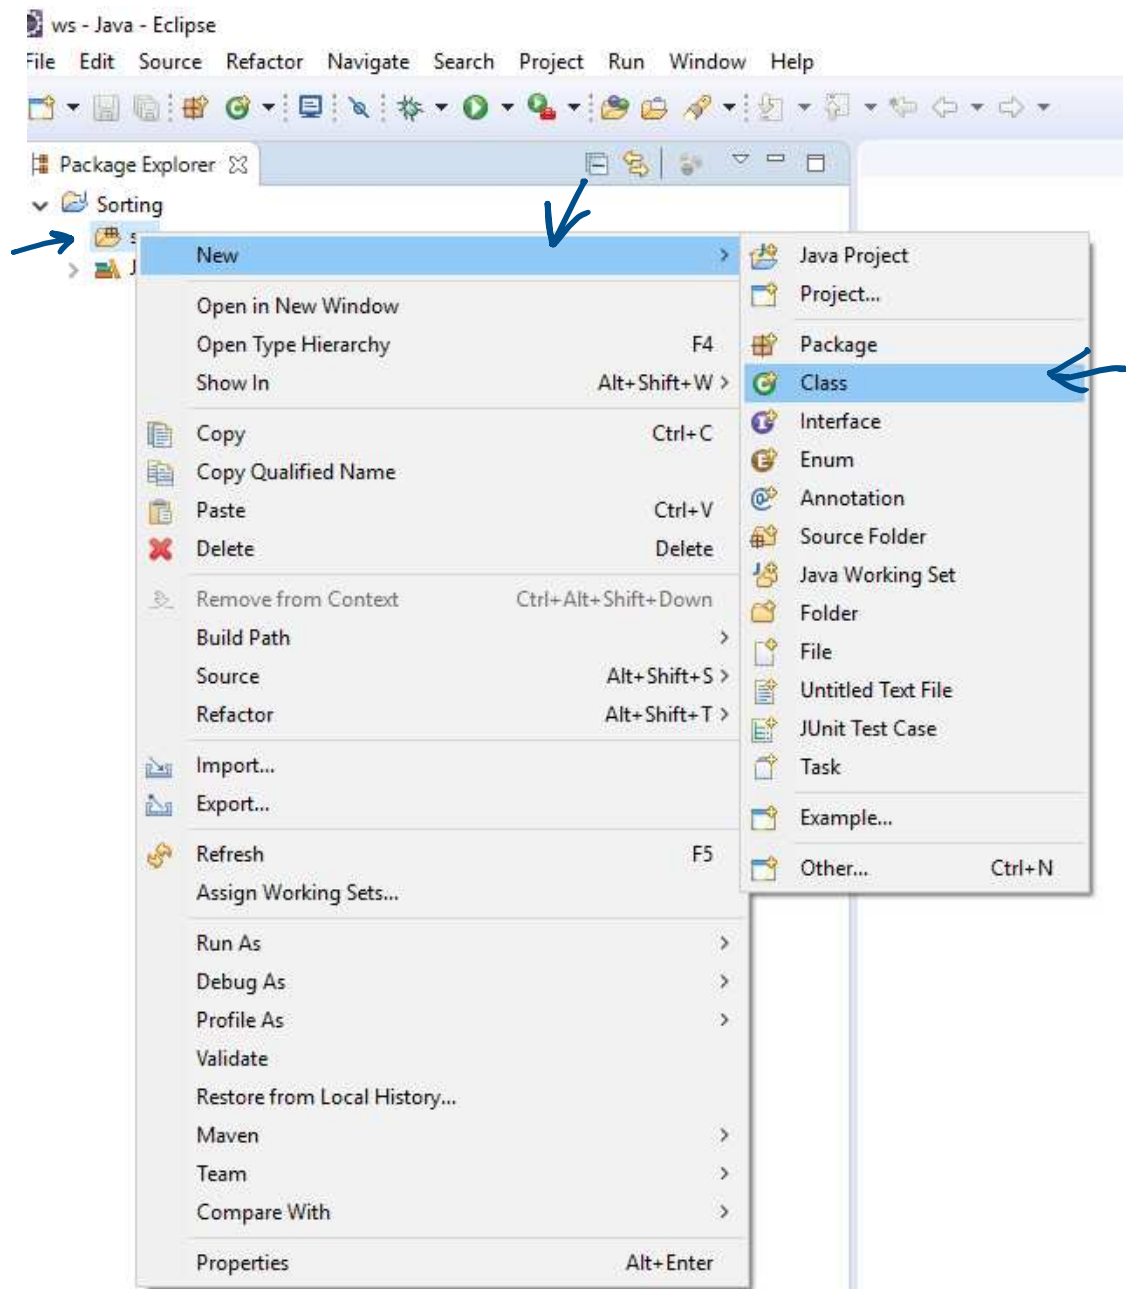 ws - Java - Eclipse
File Edit Source Refactor Navigate Search Project Run Window Help
Package Explorer
Sorting
s
J
New
Open in New Window
Open Type Hierarchy F4
Show In Alt+Shift+W >
Copy Ctrl+C
Copy Qualified Name
Paste Ctrl+V
Delete Delete
Remove from Context Ctrl+Alt+Shift+Down
Build Path >
Source Alt+Shift+S >
Refactor Alt+Shift+T >
Import...
Export...
Refresh F5
Assign Working Sets...
Run As >
Debug As >
Profile As >
Validate
Restore from Local History...
Maven >
Team >
Compare With >
Properties Alt+Enter
Java Project
Project...
Package
Class
Interface
Enum
Annotation
Source Folder
Java Working Set
Folder
File
Untitled Text File
JUnit Test Case
Task
Example...
Other... Ctrl+N